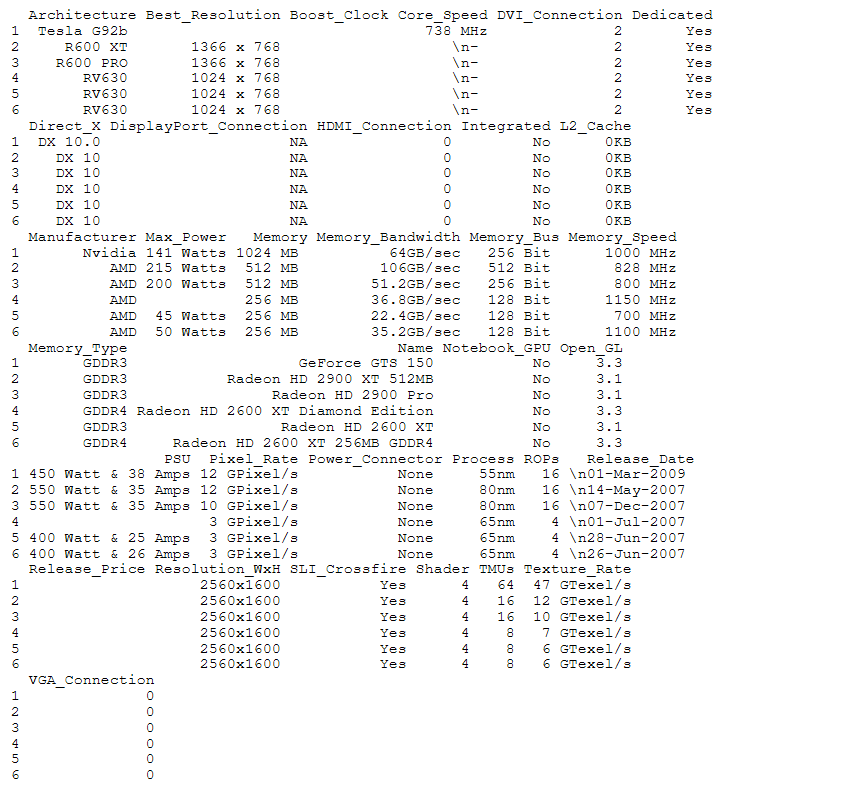 Architecture Best_Resolution Boost_Clock Core_Speed DVI_Connection Dedicated
1 Tesla G92b 738 MHz 2 Yes
2 R600 XT 1366 x 768 \n- 2 Yes
3 R600 PRO 1366 x 768 \n- 2 Yes
4 RV630 1024 x 768 \n- 2 Yes
5 RV630 1024 x 768 \n- 2 Yes
6 RV630 1024 x 768 \n- 2 Yes
Direct_X DisplayPort_Connection HDMI_Connection Integrated L2_Cache
1 DX 10.0 NA 0 No 0KB
2 DX 10 NA 0 No 0KB
3 DX 10 NA 0 No 0KB
4 DX 10 NA 0 No 0KB
5 DX 10 NA 0 No 0KB
6 DX 10 NA 0 No 0KB
Manufacturer Max_Power Memory Memory_Bandwidth Memory_Bus Memory_Speed
1 Nvidia 141 Watts 1024 MB 64GB/sec 256 Bit 1000 MHz
2 AMD 215 Watts 512 MB 106GB/sec 512 Bit 828 MHz
3 AMD 200 Watts 512 MB 51.2GB/sec 256 Bit 800 MHz
4 AMD 256 MB 36.8GB/sec 128 Bit 1150 MHz
5 AMD 45 Watts 256 MB 22.4GB/sec 128 Bit 700 MHz
6 AMD 50 Watts 256 MB 35.2GB/sec 128 Bit 1100 MHz
Memory_Type Name Notebook_GPU Open_GL
1 GDDR3 GeForce GTS 150 No 3.3
2 GDDR3 Radeon HD 2900 XT 512MB No 3.1
3 GDDR3 Radeon HD 2900 Pro No 3.1
4 GDDR4 Radeon HD 2600 XT Diamond Edition No 3.3
5 GDDR3 Radeon HD 2600 XT No 3.1
6 GDDR4 Radeon HD 2600 XT 256MB GDDR4 No 3.3
PSU Pixel_Rate Power_Connector Process ROPs Release_Date
1 450 Watt & 38 Amps 12 GPixel/s None 55nm 16 \n01-Mar-2009
2 550 Watt & 35 Amps 12 GPixel/s None 80nm 16 \n14-May-2007
3 550 Watt & 35 Amps 10 GPixel/s None 80nm 16 \n07-Dec-2007
4 3 GPixel/s None 65nm 4 \n01-Jul-2007
5 400 Watt & 25 Amps 3 GPixel/s None 65nm 4 \n28-Jun-2007
6 400 Watt & 26 Amps 3 GPixel/s None 65nm 4 \n26-Jun-2007
Release_Price Resolution_WxH SLI_Crossfire Shader TMUs Texture_Rate
1 2560x1600 Yes 4 64 47 GTexel/s
2 2560x1600 Yes 4 16 12 GTexel/s
3 2560x1600 Yes 4 16 10 GTexel/s
4 2560x1600 Yes 4 8 7 GTexel/s
5 2560x1600 Yes 4 8 6 GTexel/s
6 2560x1600 Yes 4 8 6 GTexel/s
VGA_Connection
1 0
2 0
3 0
4 0
5 0
6 0